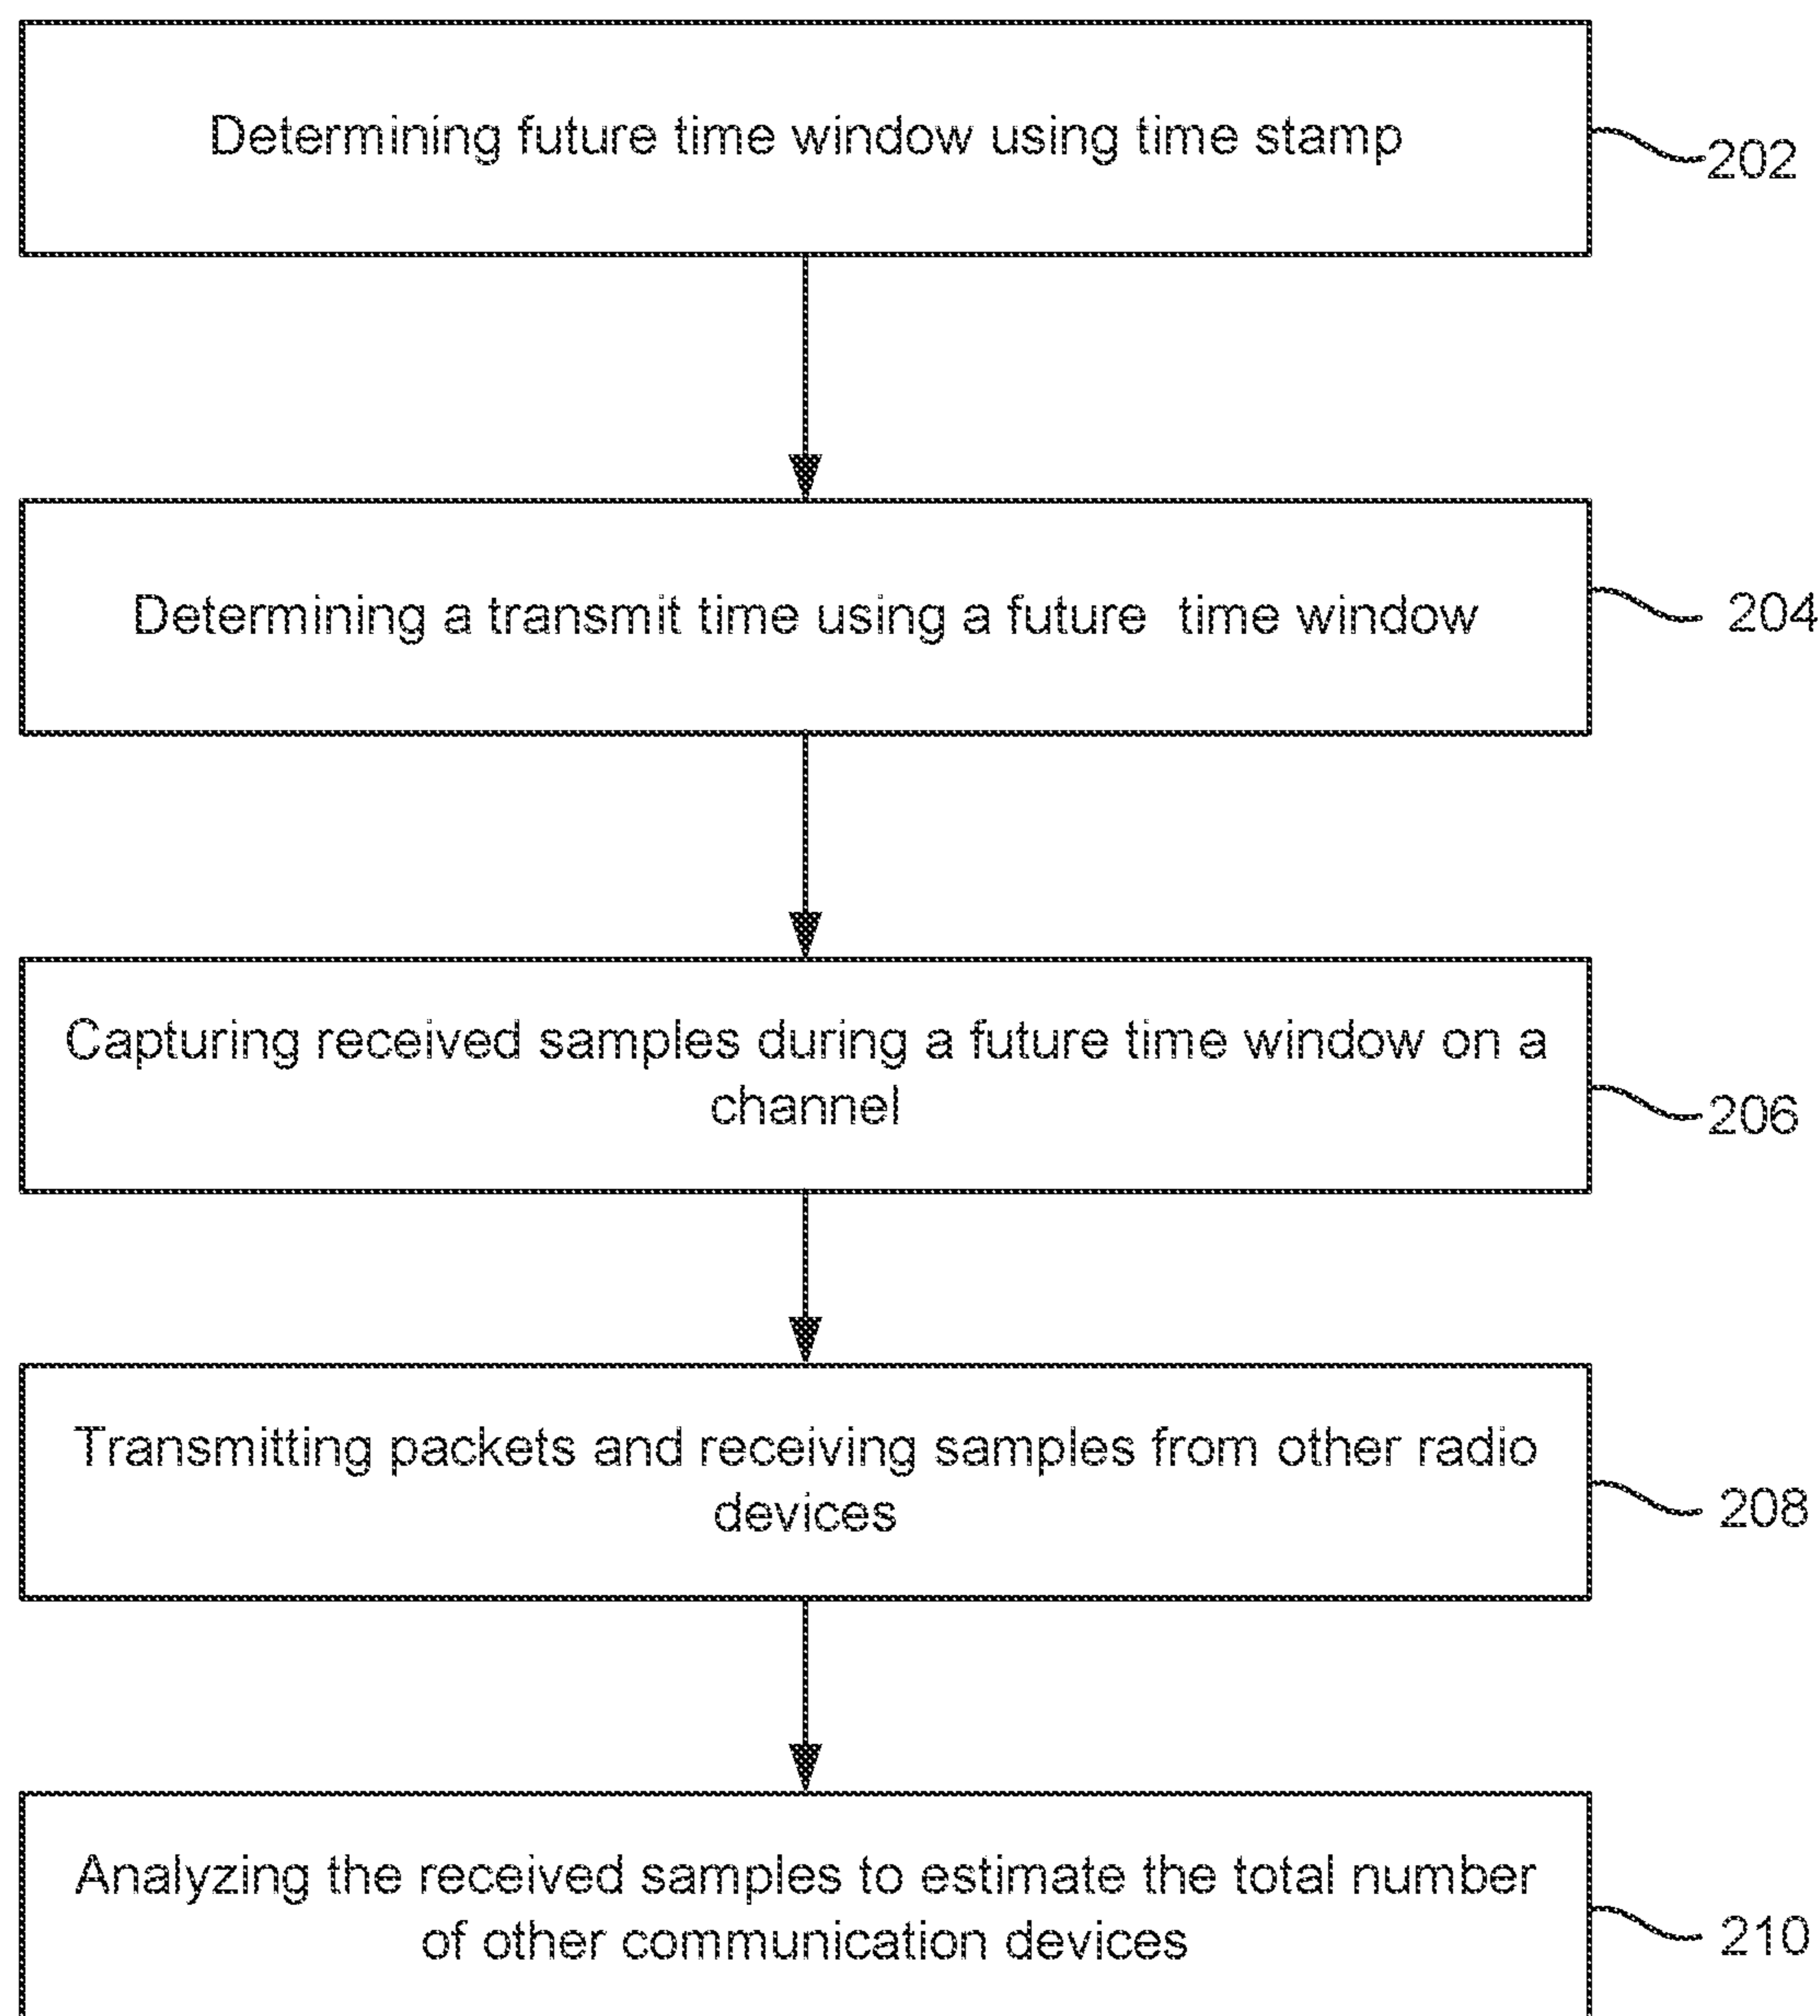 Determining future time window using time stamp
202
Determining a transmit time using a future time window
204
Capturing received samples during a future time window on a
channel
206
Transmitting packets and receiving samples from other radio
devices
208
Analyzing the received samples to estimate the total number
of other communication devices
210